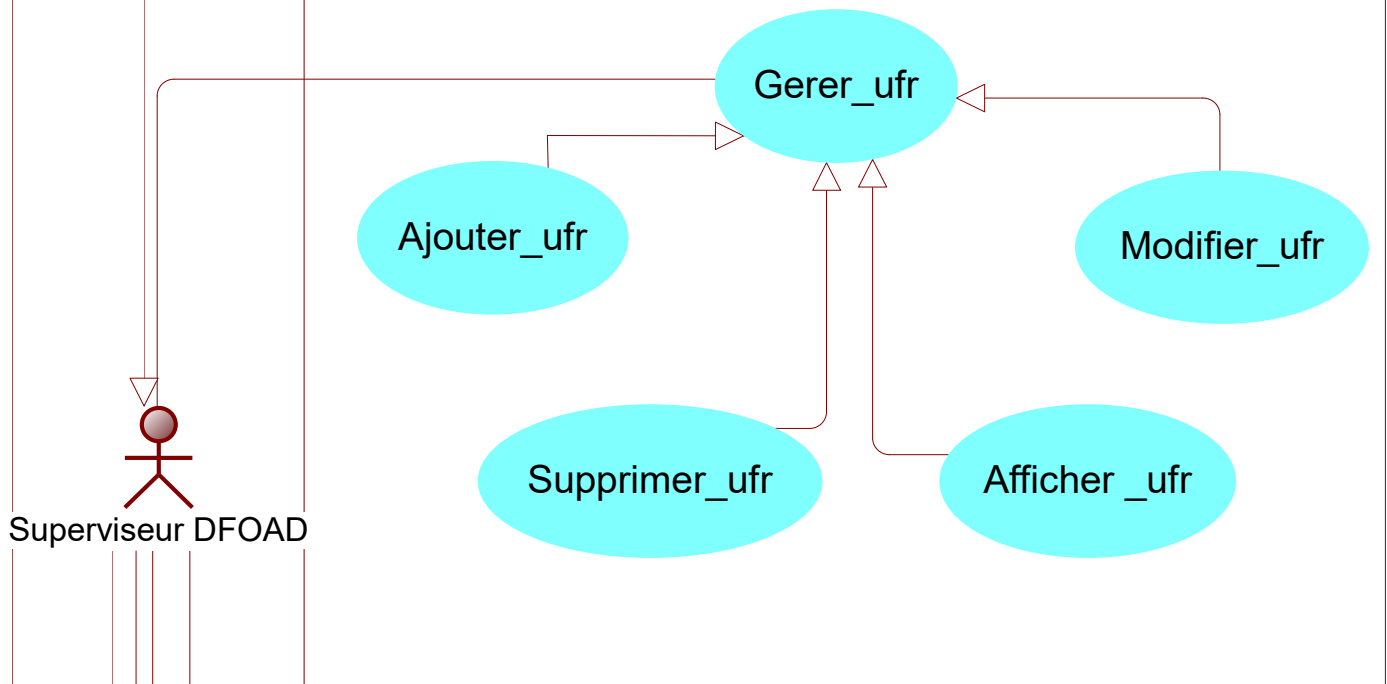 Gerer_ufr
Ajouter_ufr
Modifier_ufr
Supprimer_ufr
Afficher _ufr
Superviseur DFOAD